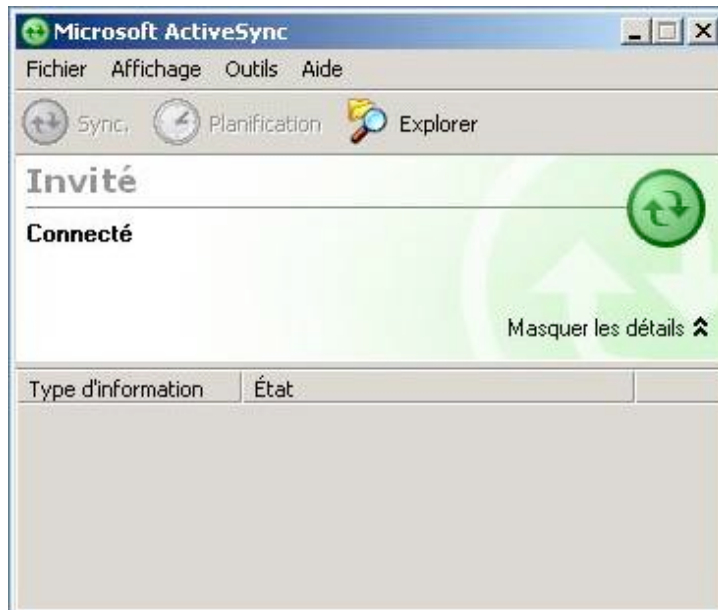 Microsoft ActiveSync
Fichier Affichage Outils Aide
Sync. Planification Explorer
Invité
Connecté
Masquer les détails
Type d'information État